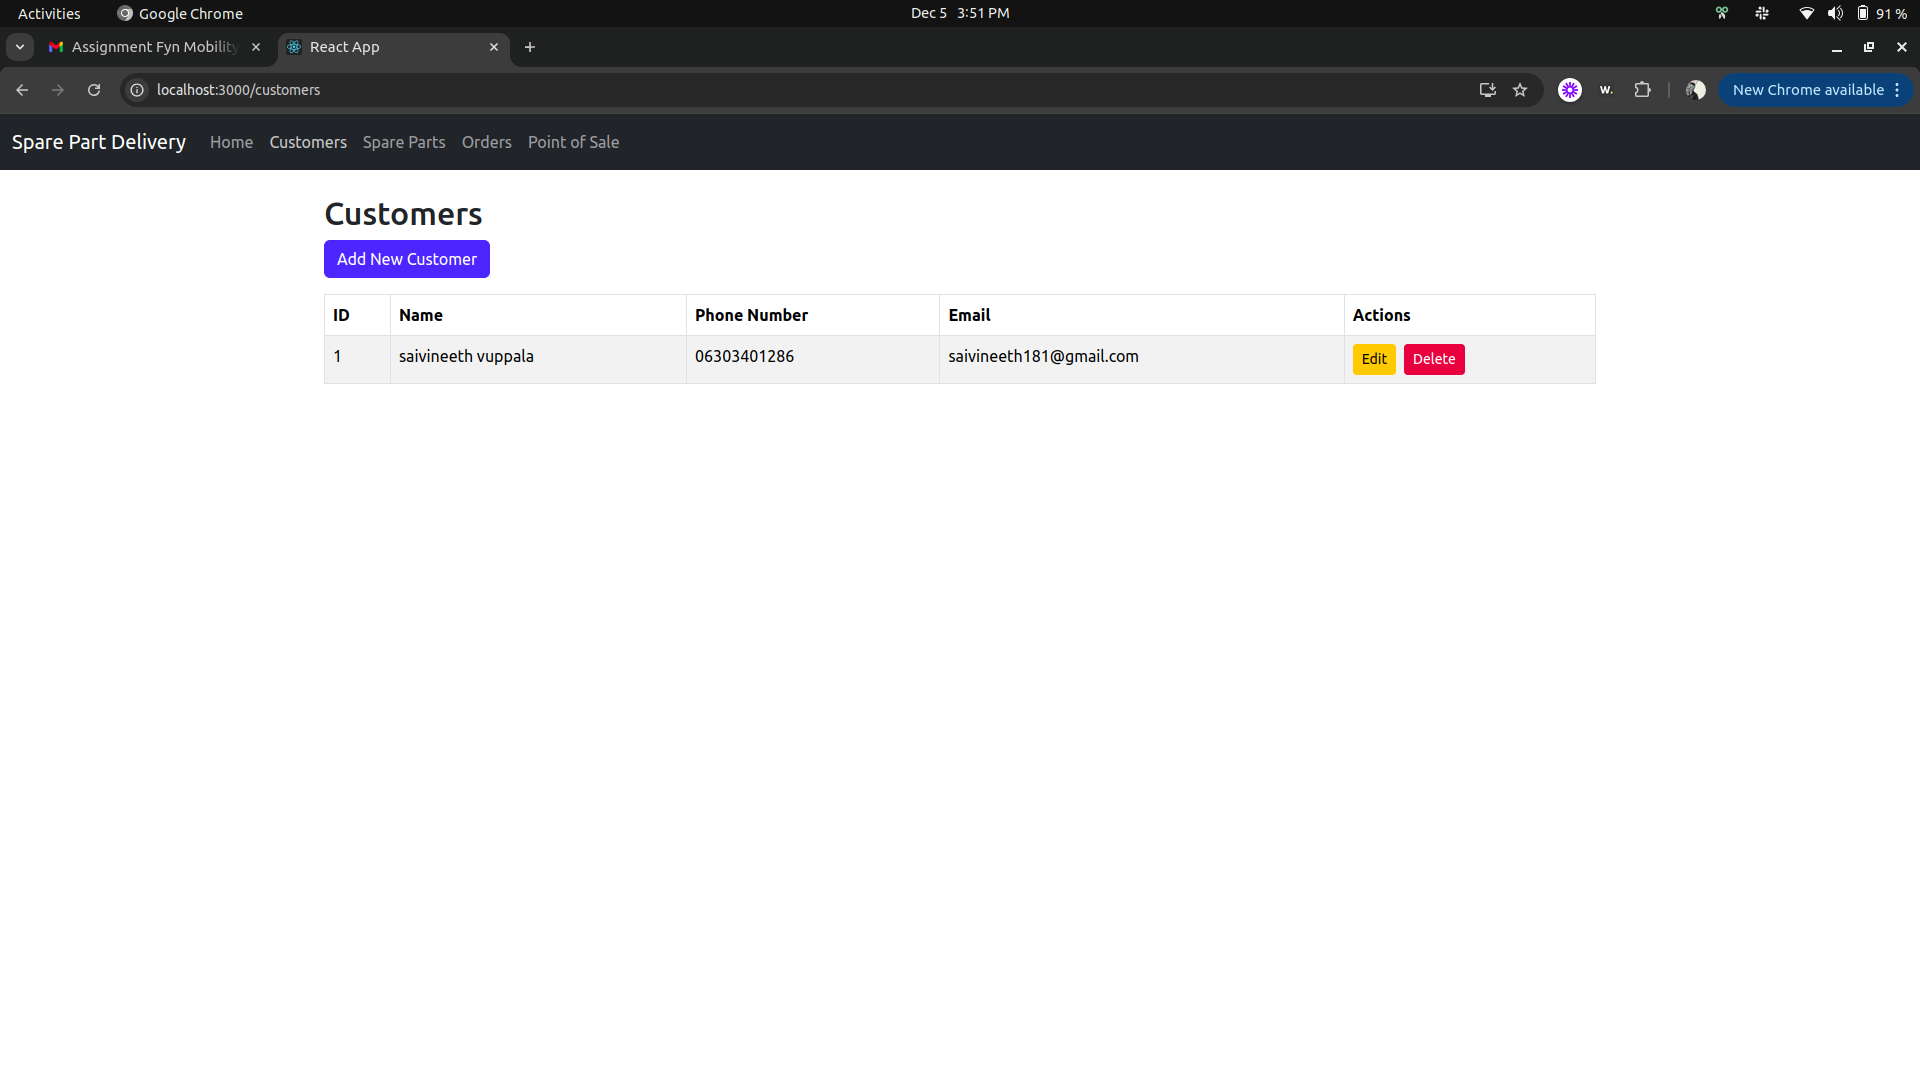 Activities Google Chrome Dec 5 3:51 PM 91 %
Assignment Fyn Mobility React App
localhost:3000/customers W. New Chrome available
Spare Part Delivery Home Customers Spare Parts Orders Point of Sale
Customers
Add New Customer
ID Name Phone Number Email Actions
1 saivineeth vuppala 06303401286 saivineeth181@gmail.com Edit Delete